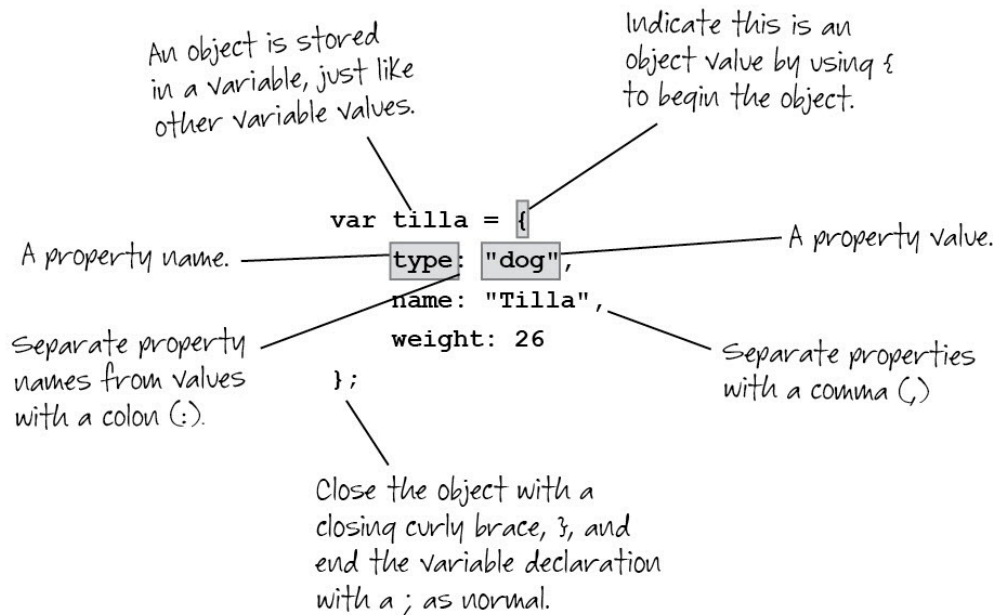 An object is stored
in a variable, just like
other variable values.
Indicate this is an
object value by using {
to begin the object.
var tilla = {
A property name.
type: "dog",
A property value.
name: "Tilla",
weight: 26
Separate property
names from values
with a colon (:).
Separate properties
with a comma (,)
};
Close the object with a
closing curly brace, }, and
end the variable declaration
with a ; as normal.